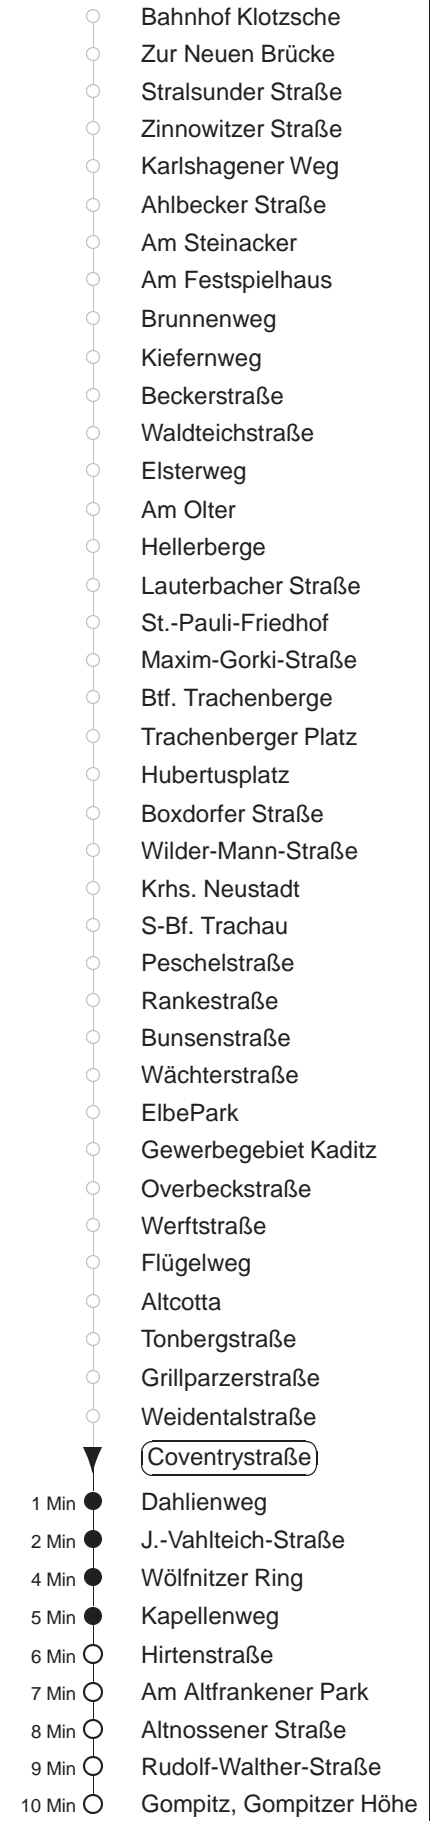 Bahnhof Klotzsche
Zur Neuen Brücke
Stralsunder Straße
Zinnowitzer Straße
Karlshagener Weg
Ahlbecker Straße
Am Steinacker
Am Festspielhaus
Brunnenweg
Kiefernweg
Beckerstraße
Waldteichstraße
Elsterweg
Am Olter
Hellerberge
Lauterbacher Straße
St.-Pauli-Friedhof
Maxim-Gorki-Straße
Btf. Trachenberge
Trachenberger Platz
Hubertusplatz
Boxdorfer Straße
Wilder-Mann-Straße
Krhs. Neustadt
S-Bf. Trachau
Peschelstraße
Rankestraße
Bunsenstraße
Wächterstraße
ElbePark
Gewerbegebiet Kaditz
Overbeckstraße
Werftstraße
Flügelweg
Altcotta
Tonbergstraße
Grillparzerstraße
Weidentalstraße
Coventrystraße
1 Min Dahlienweg
2 Min J.-Vahlteich-Straße
4 Min Wölfnitzer Ring
5 Min Kapellenweg
6 Min Hirtenstraße
7 Min Am Altfrankener Park
8 Min Altnossener Straße
9 Min Rudolf-Walther-Straße
10 Min Gompitz, Gompitzer Höhe